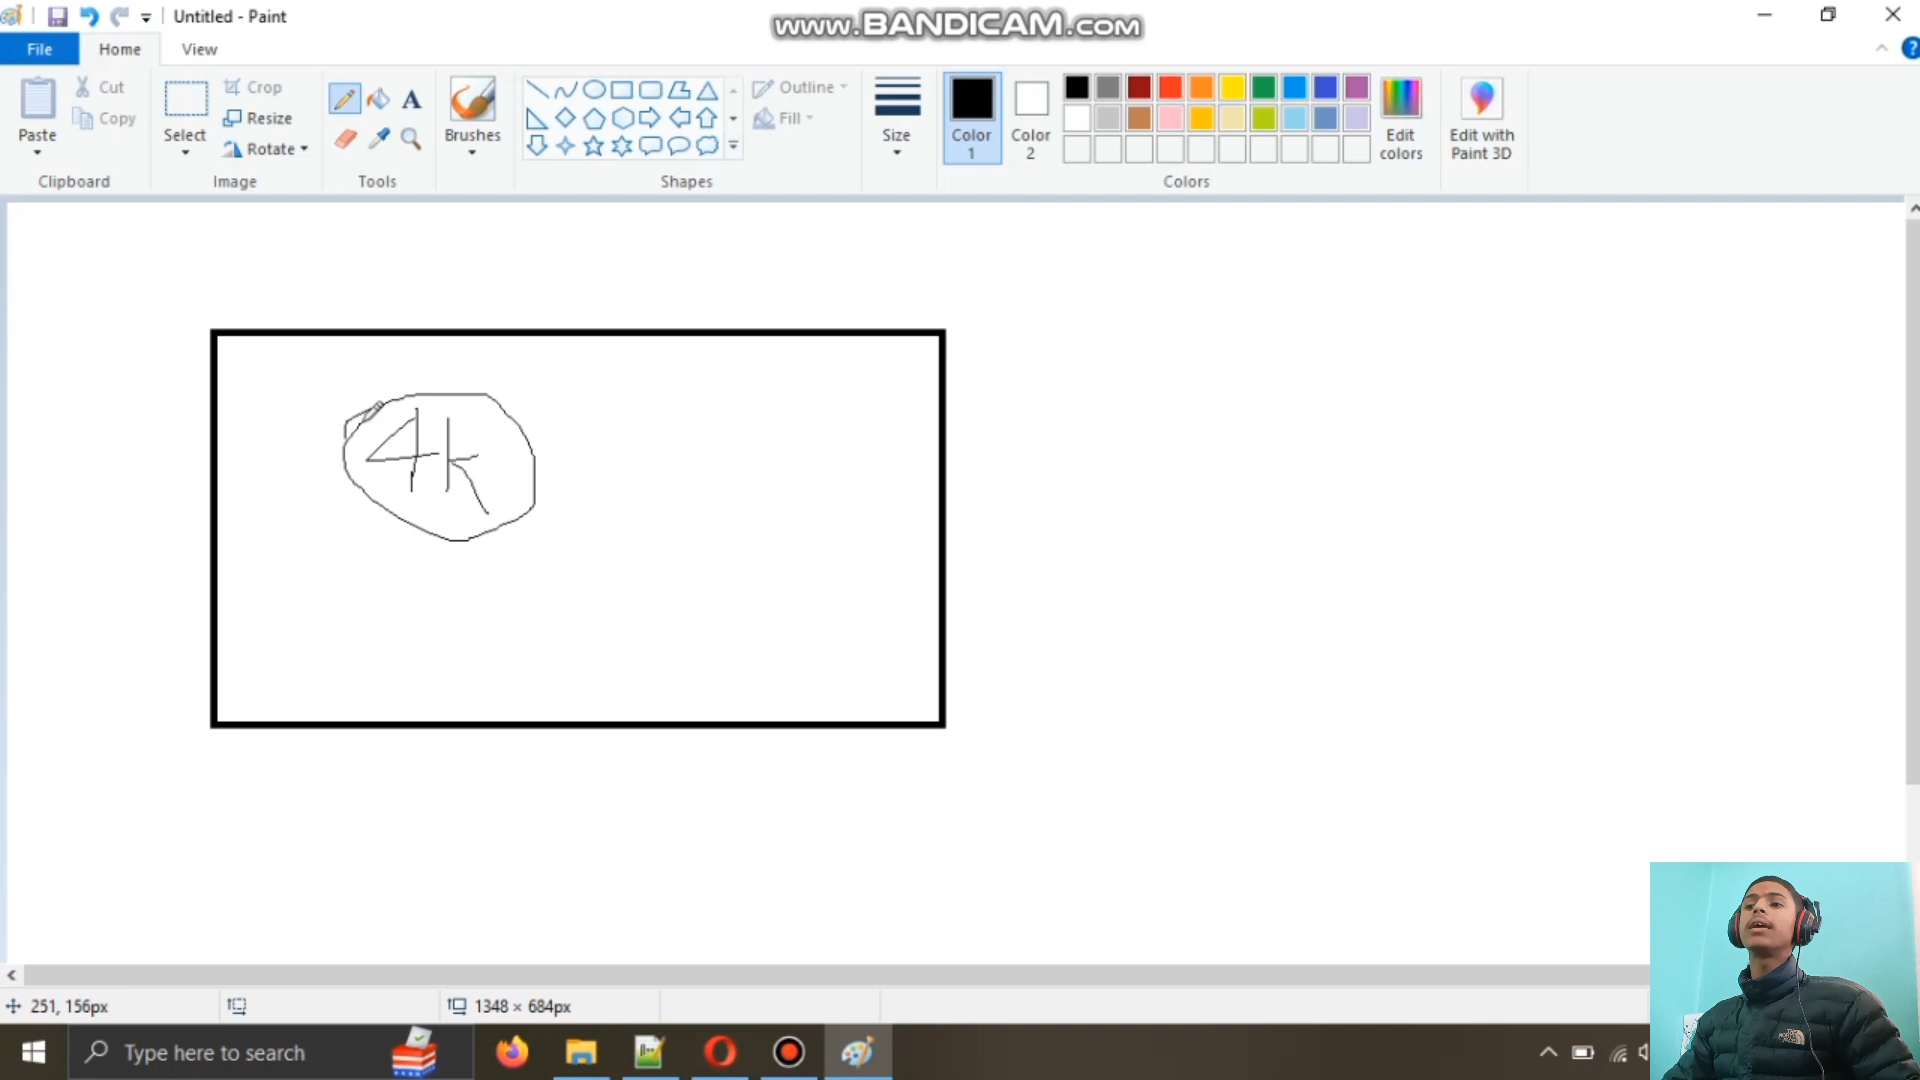 Untitled - Paint
www.BANDICAM.com
File
Home
View
Paste
Cut
Copy
Clipboard
Select
Crop
Resize
Rotate
Image
A
Tools
Brushes
Shapes
Outline
Fill
Size
Color
1
Color
2
Colors
Edit
colors
Edit with
Paint 3D
?
4k
251, 156px
1348 × 684px
Type here to search